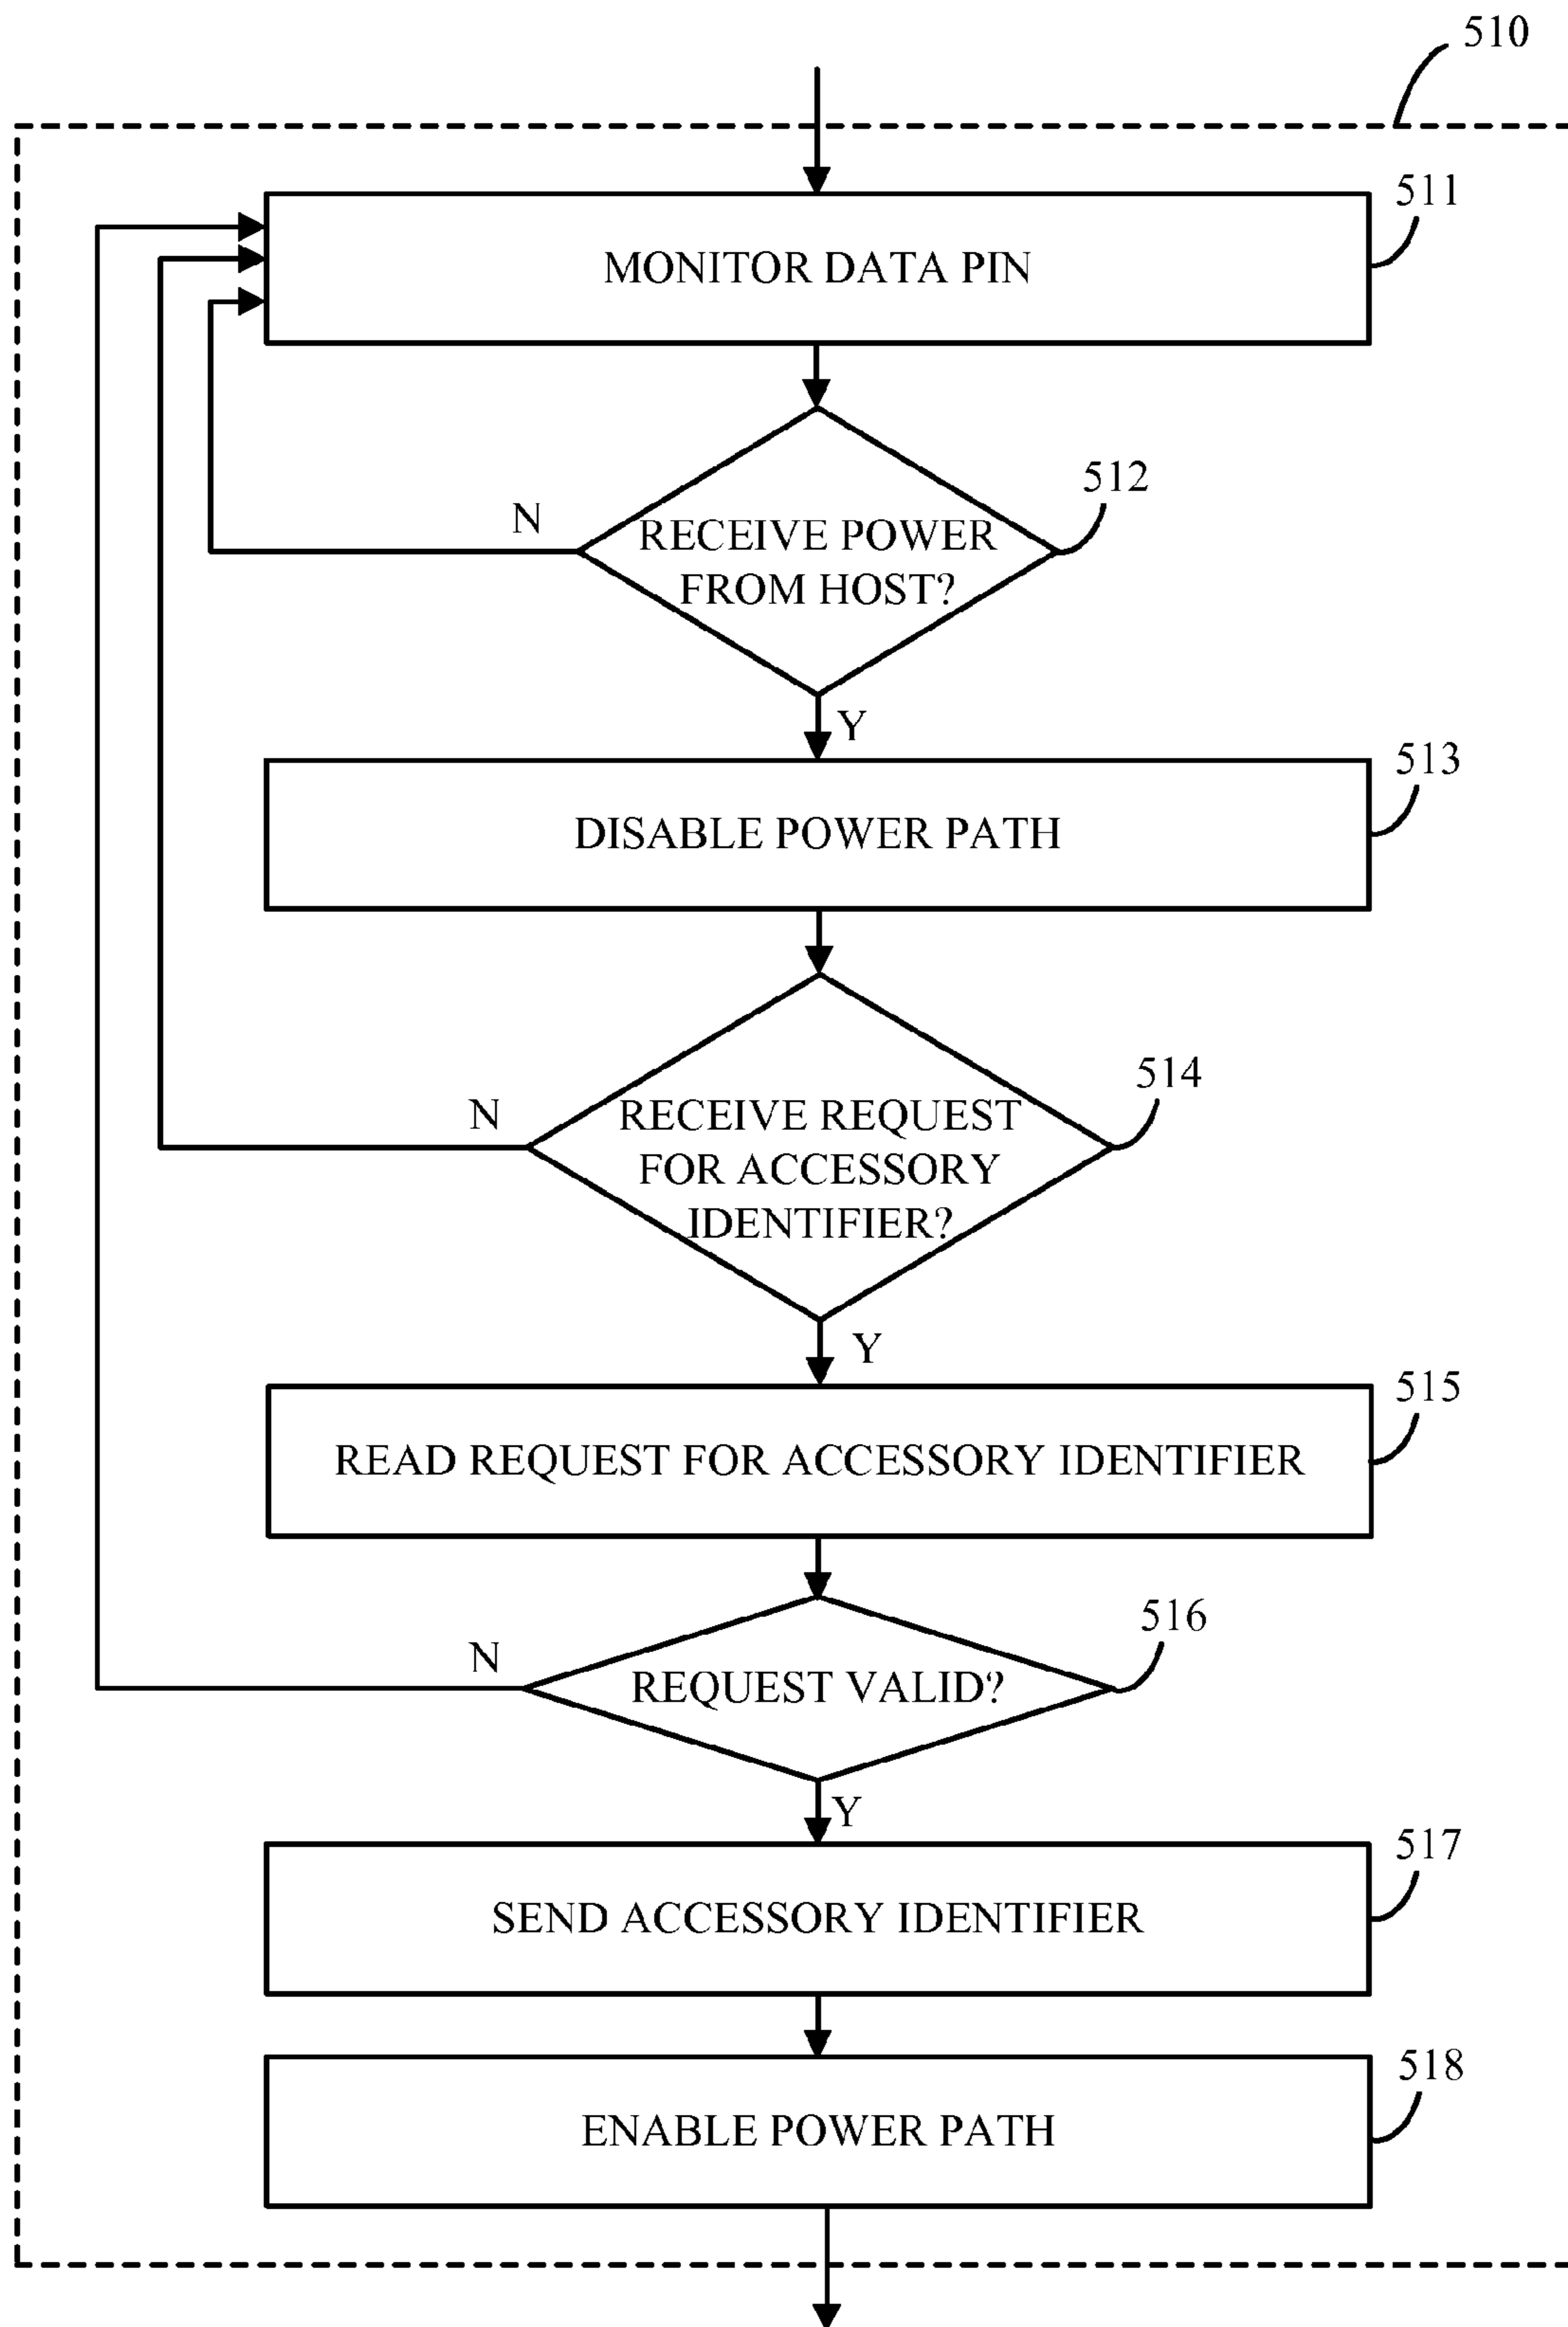 510
511
MONITOR DATA PIN
512
N
RECEIVE POWER
FROM HOST?
Y
513
DISABLE POWER PATH
514
N
RECEIVE REQUEST
FOR ACCESSORY
IDENTIFIER?
Y
515
READ REQUEST FOR ACCESSORY IDENTIFIER
516
N
REQUEST VALID?
Y
517
SEND ACCESSORY IDENTIFIER
518
ENABLE POWER PATH